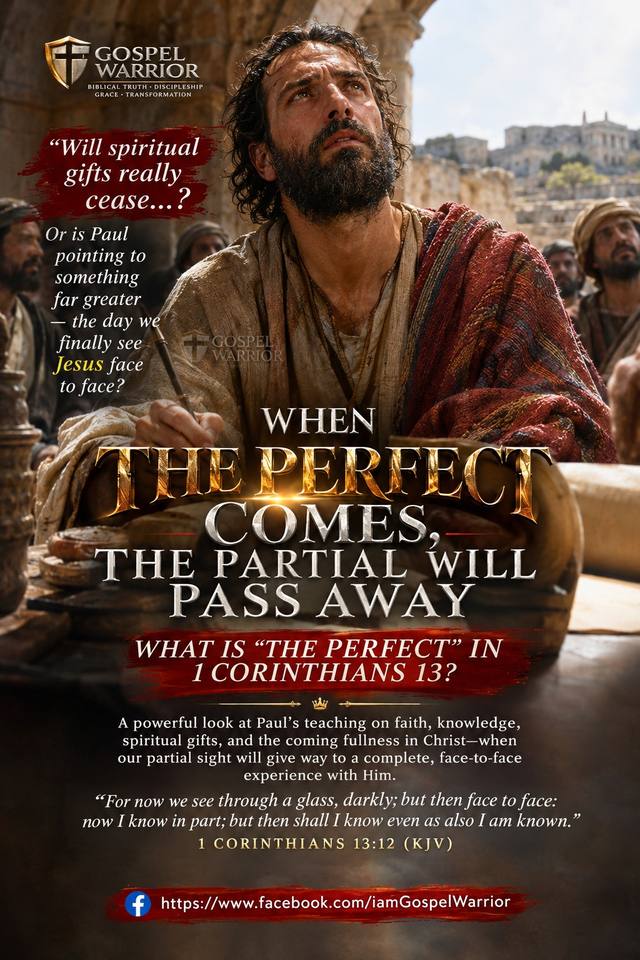 GOSPEL
WARRIOR
BIBLICAL TRUTH • DISCIPLESHIP
GRACE • TRANSFORMATION
“Will spiritual
gifts really
cease...?
Or is Paul
pointing to
something
far greater
— the day we
finally see
Jesus face
to face?
GOSPEL
WARRIOR
WHEN
THE PERFECT
COMES,
THE PARTIAL WILL
PASS AWAY
WHAT IS “THE PERFECT” IN
1 CORINTHIANS 13?
A powerful look at Paul’s teaching on faith, knowledge,
spiritual gifts, and the coming fullness in Christ—when
our partial sight will give way to a complete, face-to-face
experience with Him.
“For now we see through a glass, darkly; but then face to face:
now I know in part; but then shall I know even as also I am known.”
1 CORINTHIANS 13:12 (KJV)
https://www.facebook.com/iamGospelWarrior